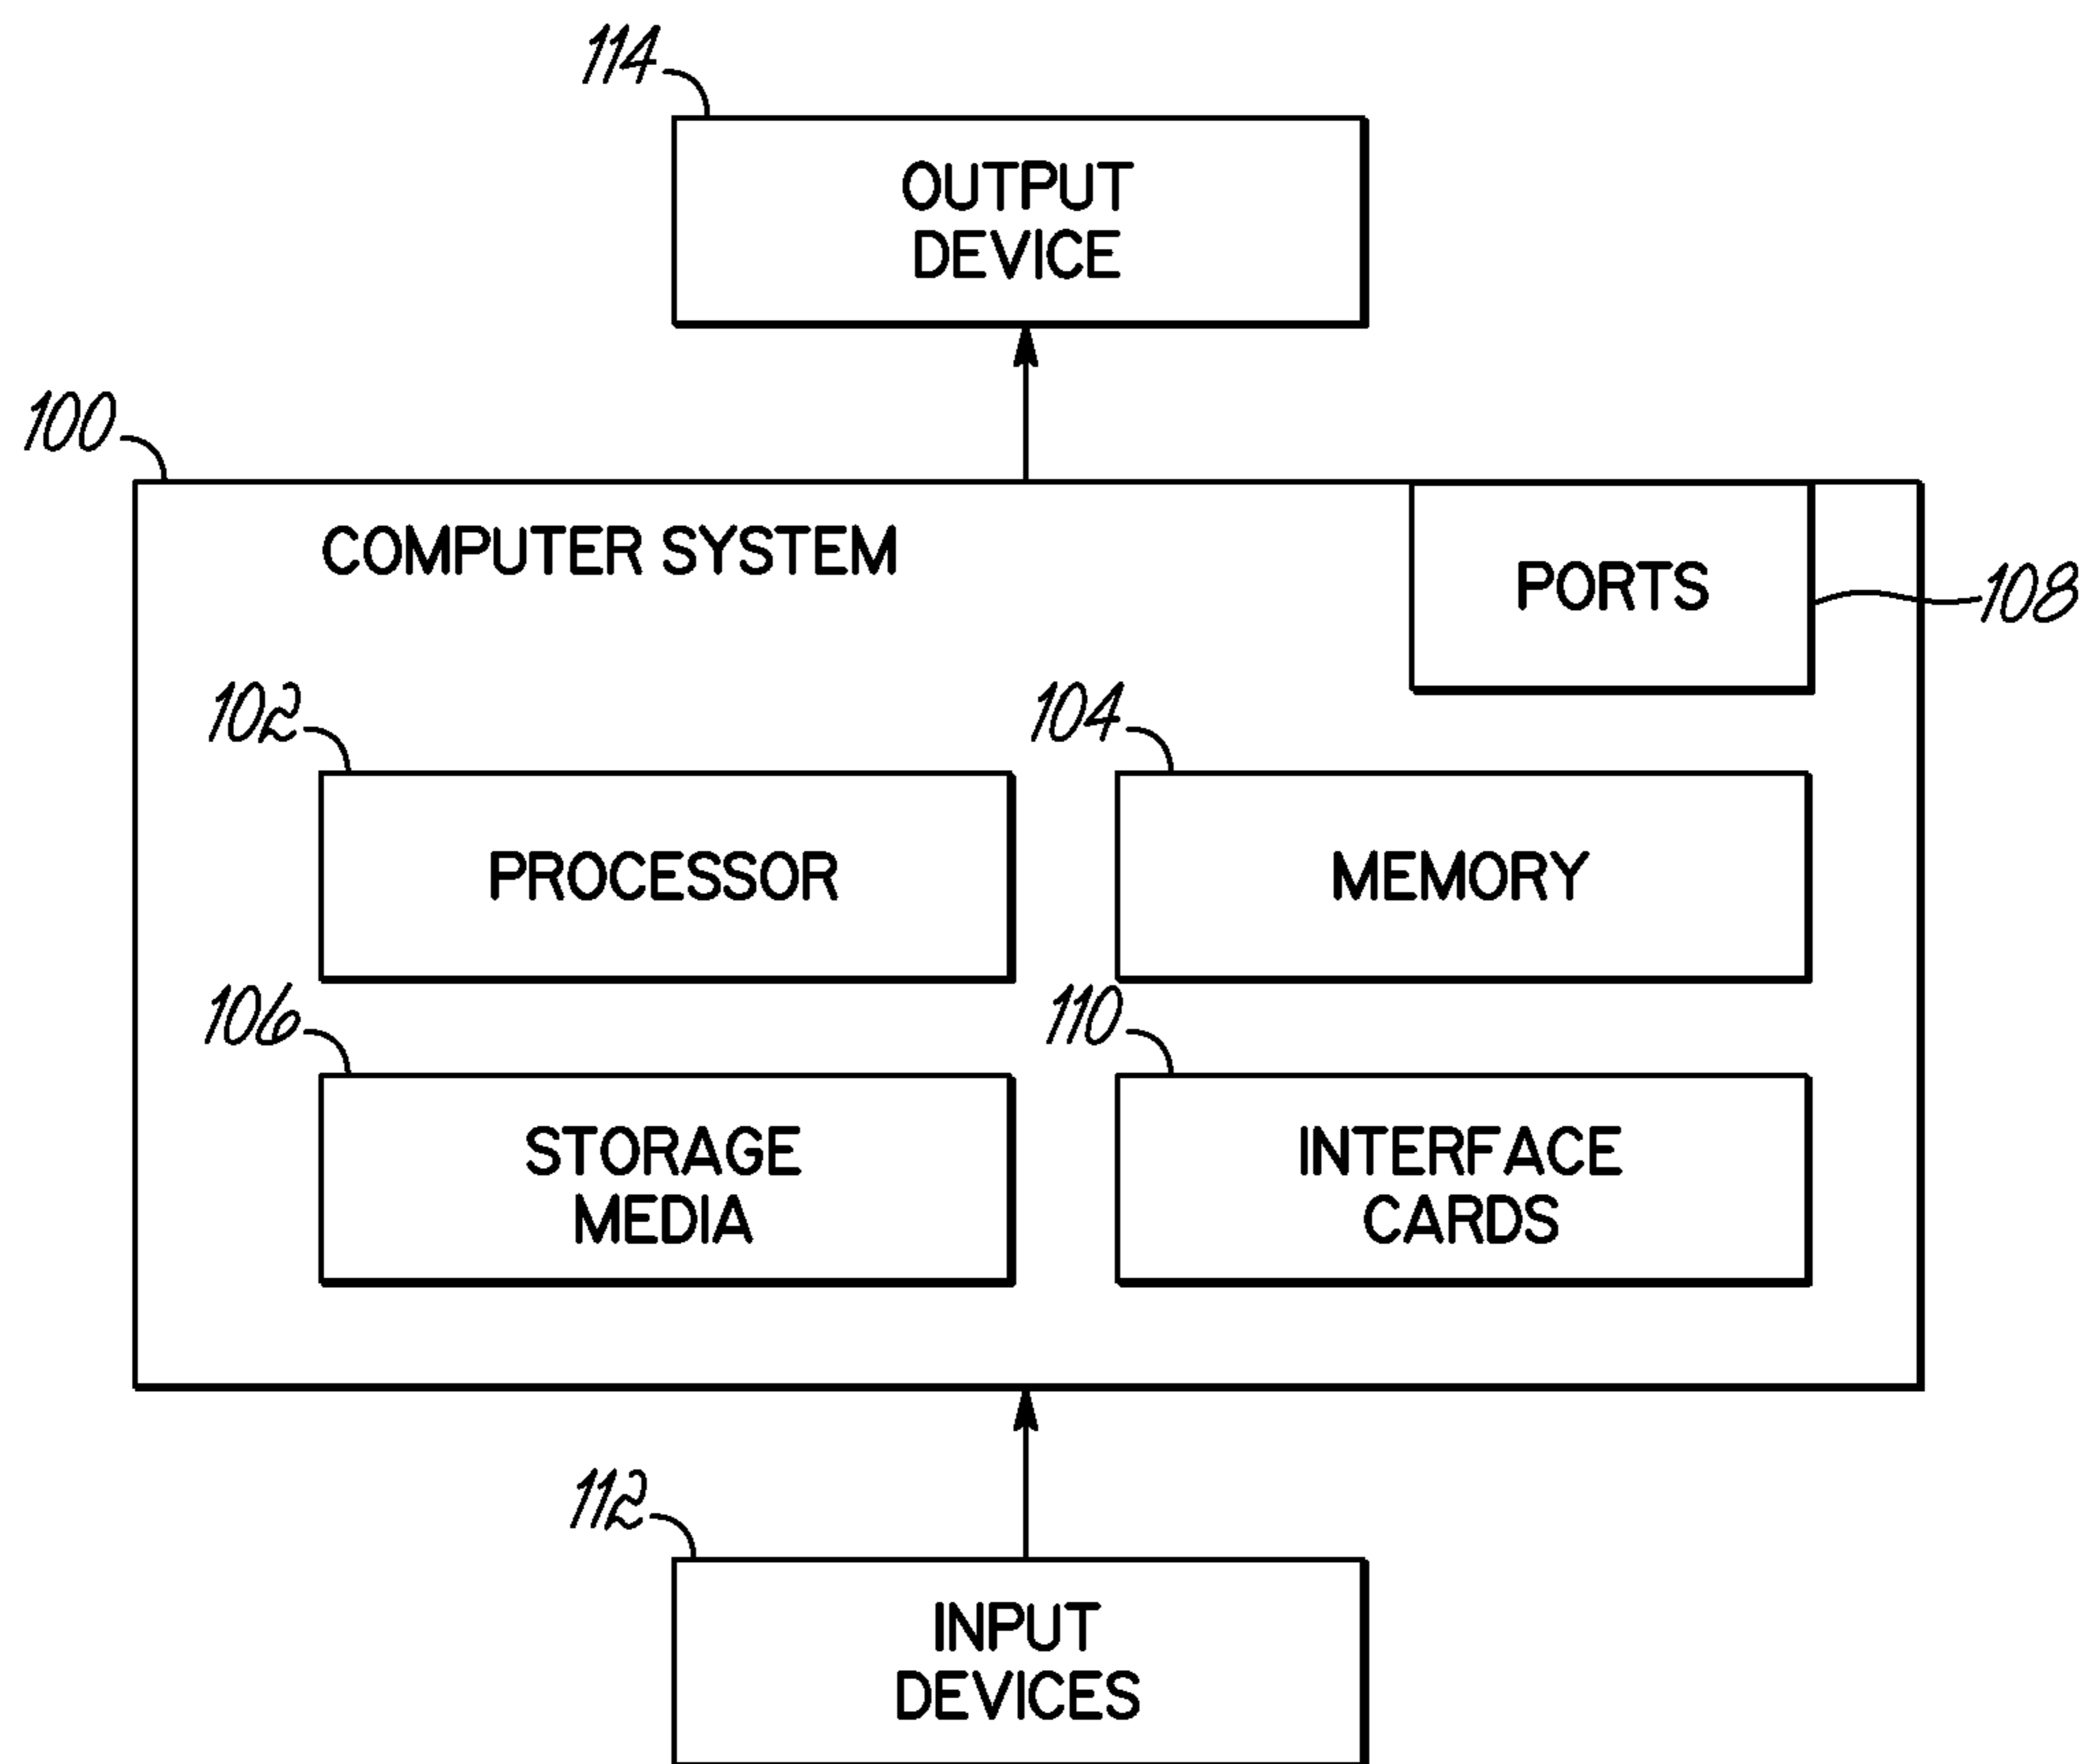 114
OUTPUT
DEVICE
100
COMPUTER SYSTEM
PORTS
108
102
PROCESSOR
104
MEMORY
106
STORAGE
MEDIA
110
INTERFACE
CARDS
112
INPUT
DEVICES